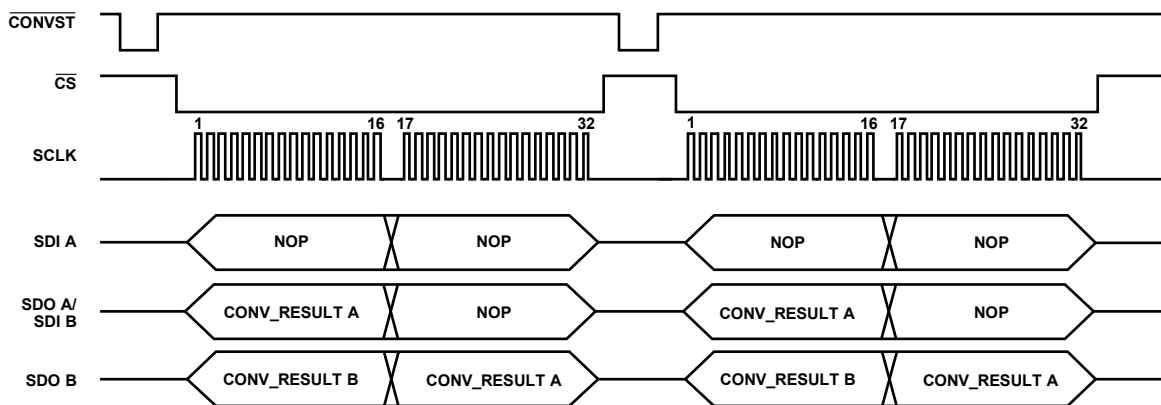 CONVST
CS
1 16 17 32 1 16 17 32
SCLK
SDI A NOP NOP NOP NOP
SDO A/
SDI B
CONV_RESULT A NOP CONV_RESULT A NOP
SDO B CONV_RESULT B CONV_RESULT A CONV_RESULT B CONV_RESULT A